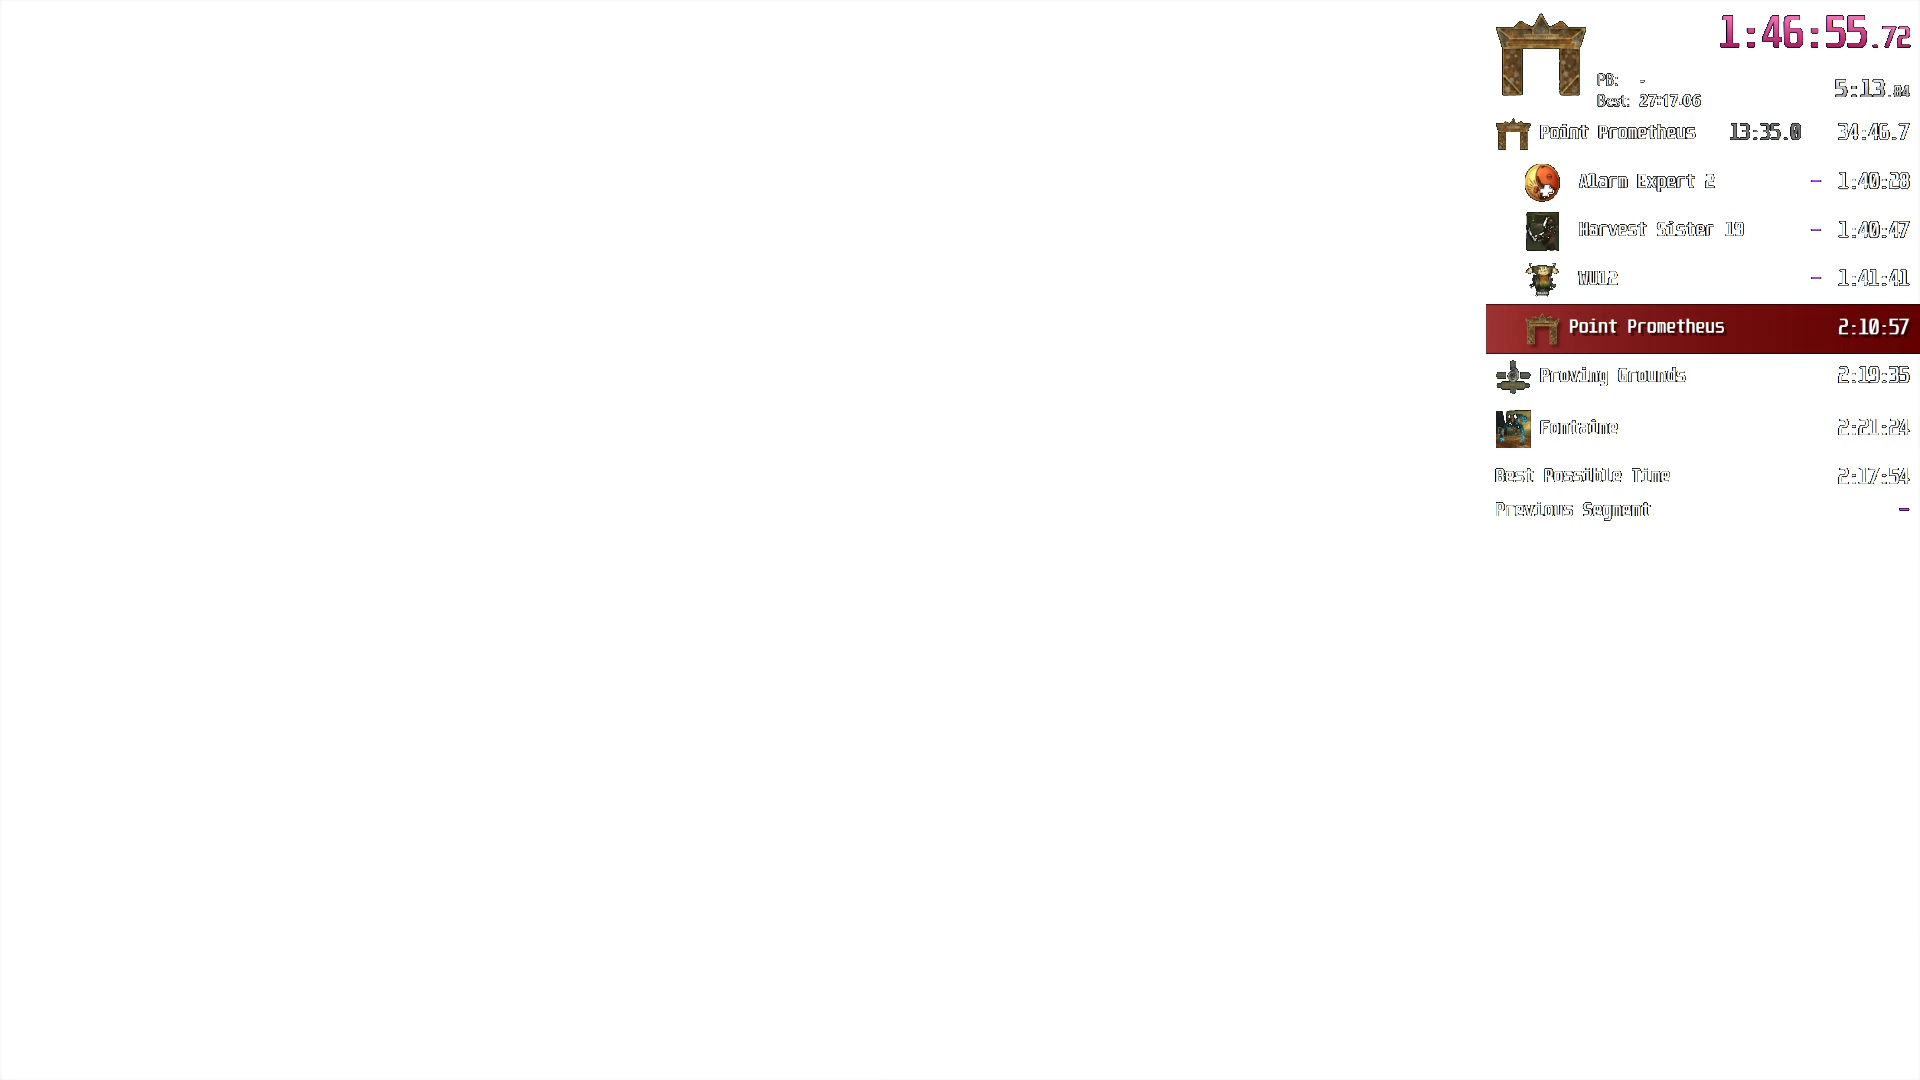 1:46:55.72
PB: -
5:13.84
Best: 27:17.06
Point Prometheus 13:35.0 34:46.7
Alarm Expert 2 - 1:40:28
Harvest Sister 19 - 1:40:47
WU12 - 1:41:41
Point Prometheus 2:10:57
Proving Grounds 2:19:35
Fontaine 2:21:24
Best Possible Time 2:17:54
Previous Segment -